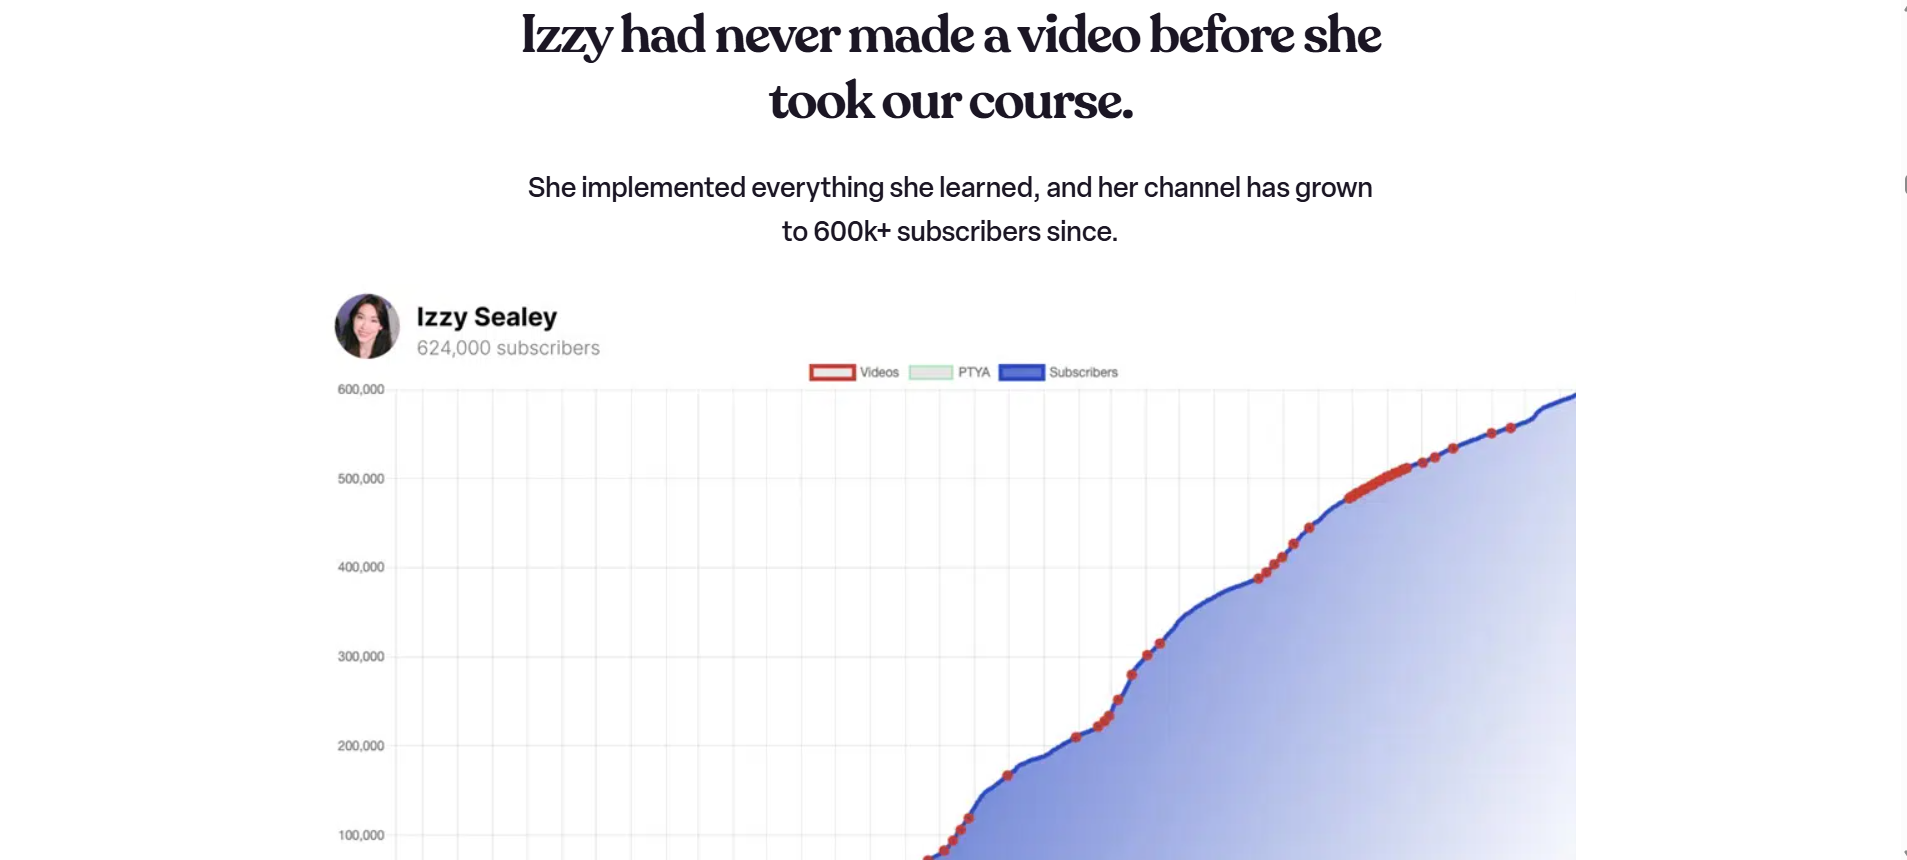 Izzy had never made a video before she
took our course.
She implemented everything she learned, and her channel has grown
to 600k+ subscribers since.
Izzy Sealey
624,000 subscribers
Videos PTYA Subscribers
600,000
500,000
400,000
300,000
200,000
100,000